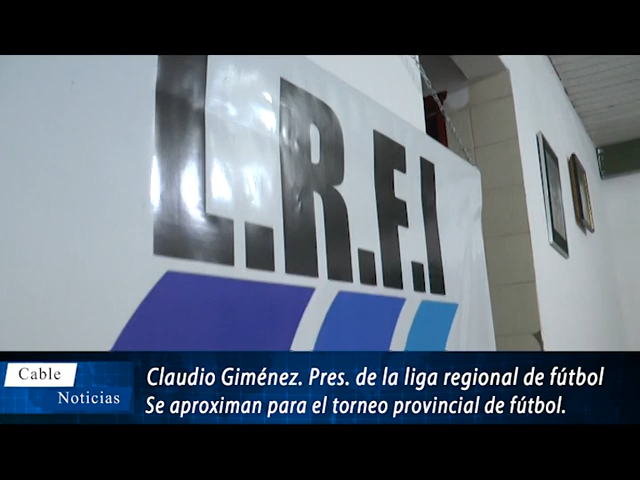 L.R.F.I
Cable
Noticias
Claudio Giménez. Pres. de la liga regional de fútbol
Se aproximan para el torneo provincial de fútbol.